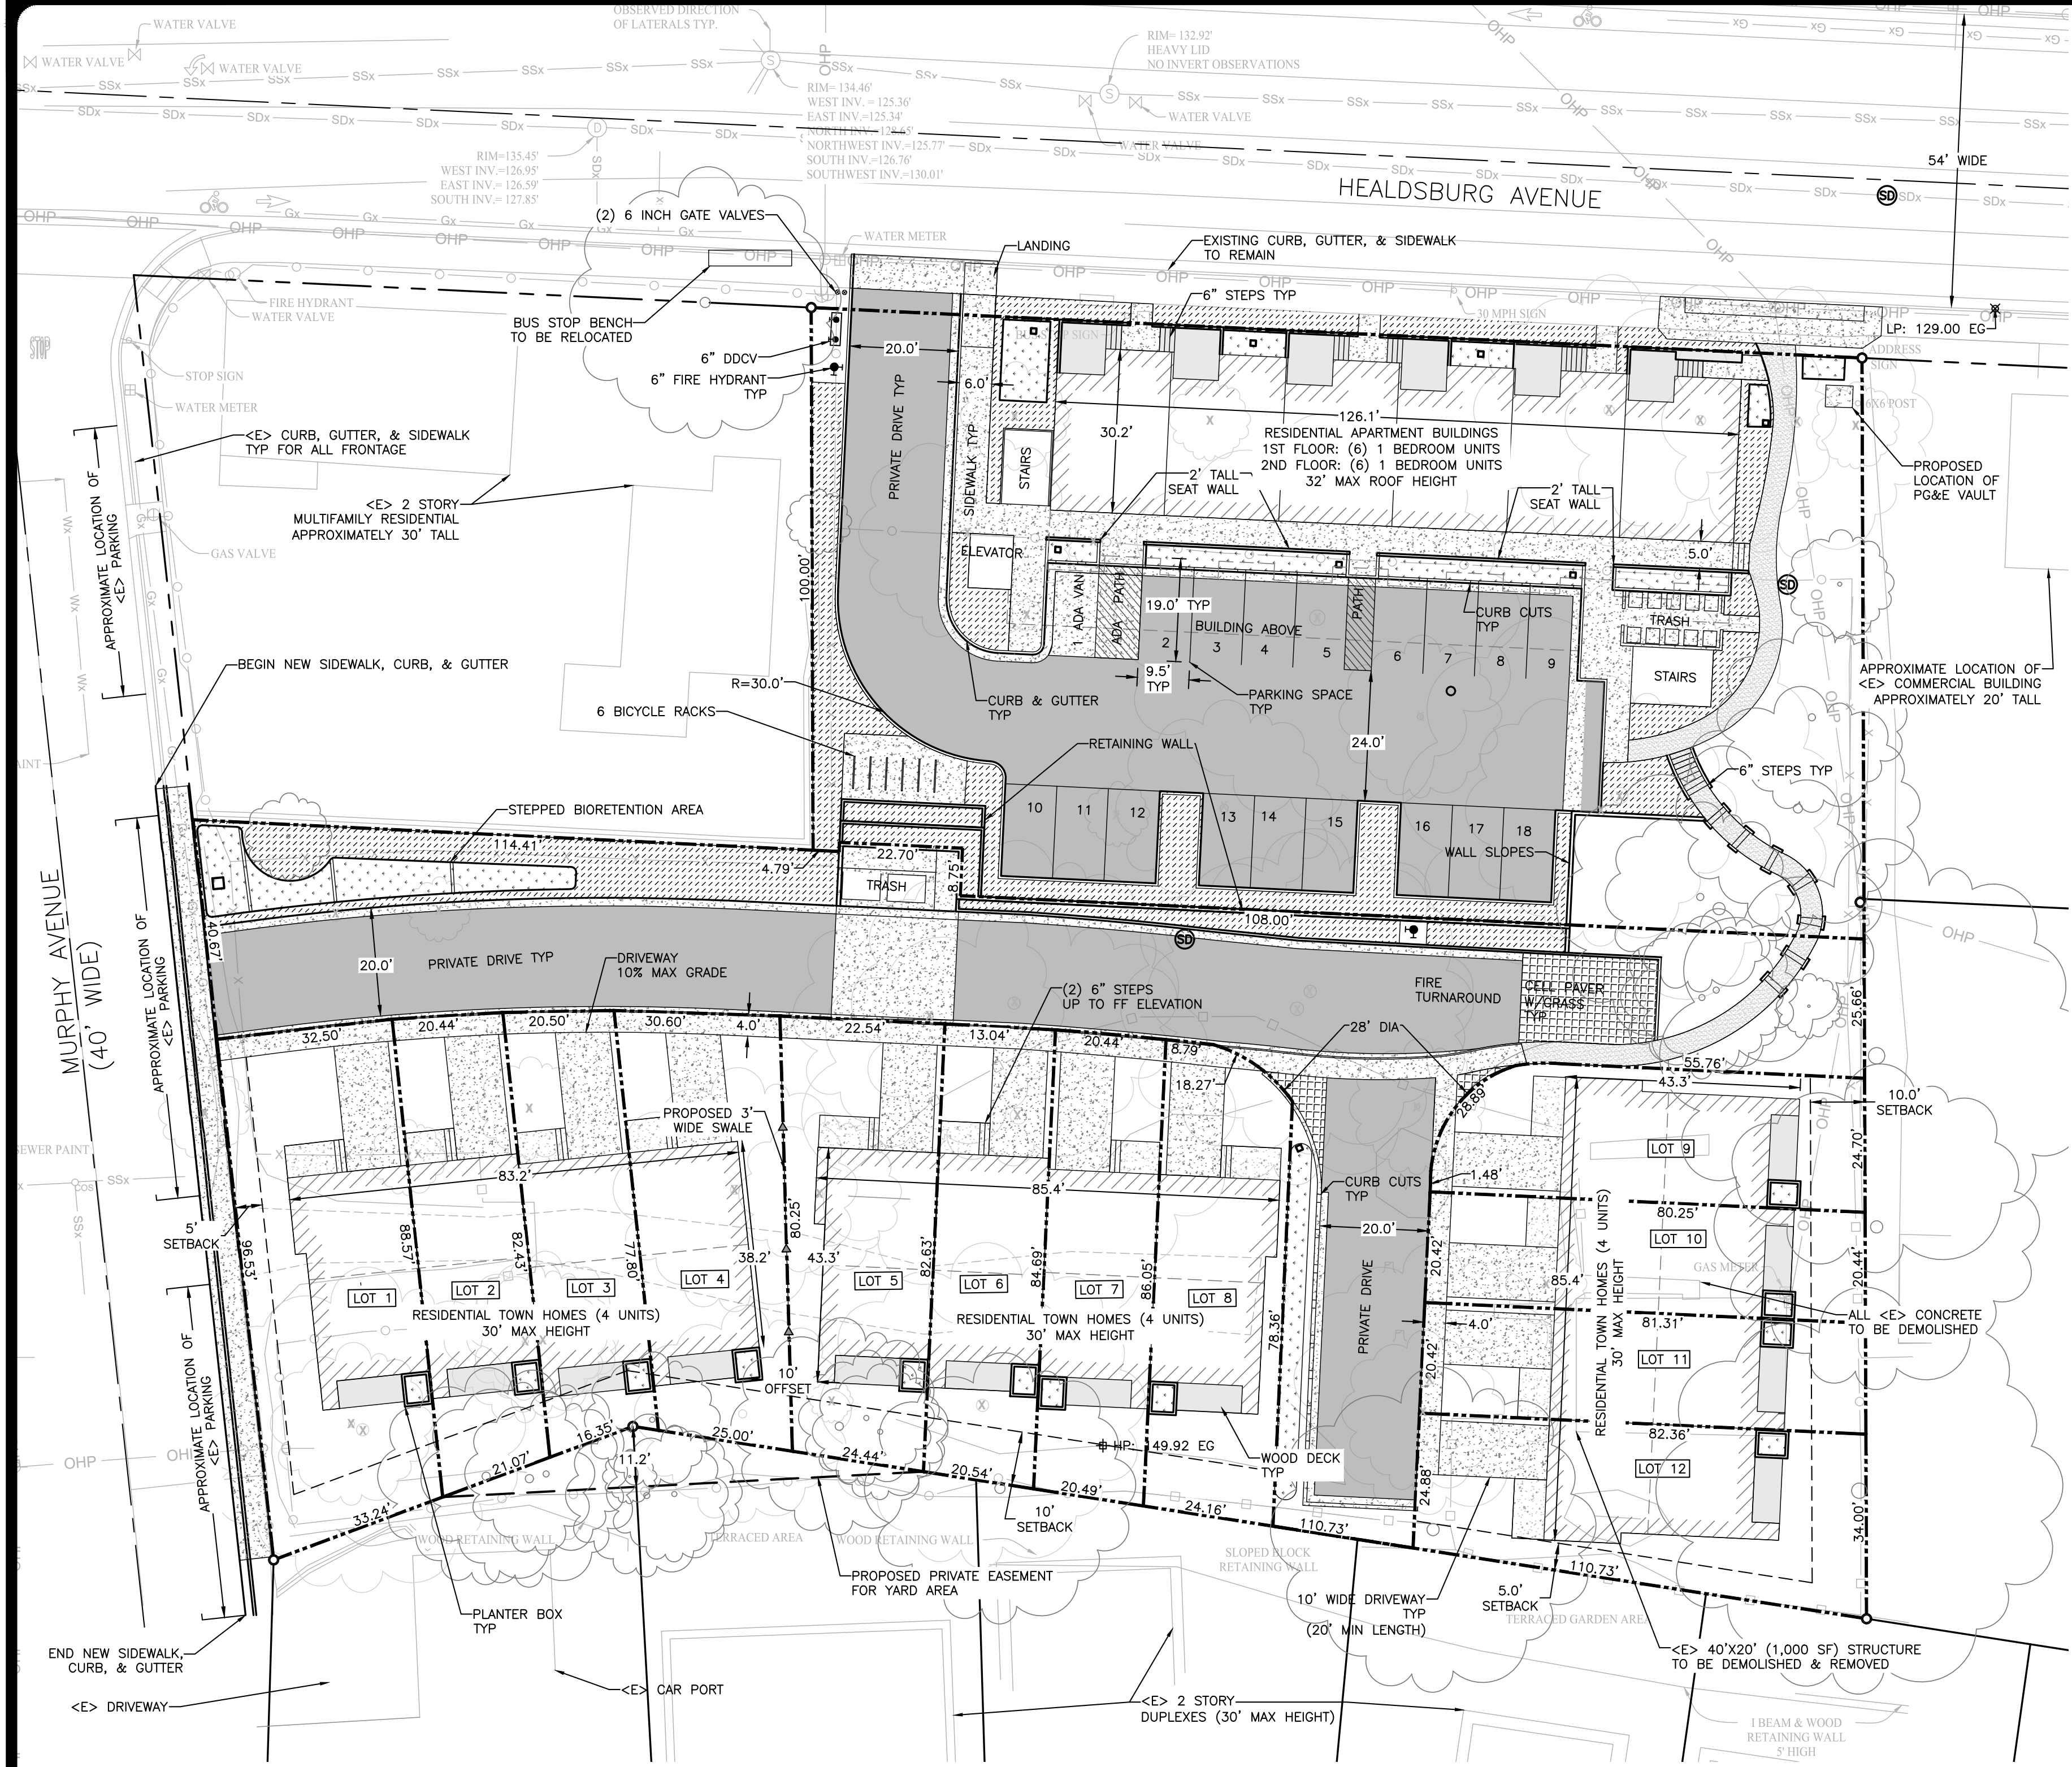 WATER VALVE
WATER VALVE
WATER VALVE
OBSERVED DIRECTION
OF LATERALS TYP.
RIM= 134.46'
WEST INV. = 125.36'
EAST INV.=125.34'
NORTHWEST INV.=125.77'
SOUTH INV.=126.76'
SOUTHWEST INV.=130.01'
RIM= 132.92'
HEAVY LID
NO INVERT OBSERVATIONS
WATER VALVE
WATER VALVE
RIM=135.45'
WEST INV.=126.95'
EAST INV.=126.59'
SOUTH INV.= 127.85'
54' WIDE
HEALDSBURG AVENUE
SD
(2) 6 INCH GATE VALVES
WATER METER
LANDING
EXISTING CURB, GUTTER, & SIDEWALK
TO REMAIN
FIRE HYDRANT
WATER VALVE
BUS STOP BENCH
TO BE RELOCATED
6" DDCV
6" FIRE HYDRANT
TYP
20.0'
6.0'
BUS STOP SIGN
6" STEPS TYP
30 MPH SIGN
LP: 129.00 EG
ADDRESS
SIGN
6X6 POST
STOP SIGN
WATER METER
<E> CURB, GUTTER, & SIDEWALK
TYP FOR ALL FRONTAGE
<E> 2 STORY
MULTIFAMILY RESIDENTIAL
APPROXIMATELY 30' TALL
GAS VALVE
APPROXIMATE LOCATION OF
<E> PARKING
PRIVATE DRIVE TYP
SIDEWALK TYP
STAIRS
30.2'
126.1'
RESIDENTIAL APARTMENT BUILDINGS
1ST FLOOR: (6) 1 BEDROOM UNITS
2ND FLOOR: (6) 1 BEDROOM UNITS
32' MAX ROOF HEIGHT
2' TALL
SEAT WALL
2' TALL
SEAT WALL
PROPOSED
LOCATION OF
PG&E VAULT
ELEVATOR
5.0'
SD
100.00'
1 ADA VAN
ADA PATH
19.0' TYP
BUILDING ABOVE
PATH
CURB CUTS
TYP
TRASH
2
3
4
5
6
7
8
9
9.5'
TYP
PARKING SPACE
TYP
STAIRS
APPROXIMATE LOCATION OF
<E> COMMERCIAL BUILDING
APPROXIMATELY 20' TALL
BEGIN NEW SIDEWALK, CURB, & GUTTER
R=30.0'
CURB & GUTTER
TYP
6 BICYCLE RACKS
RETAINING WALL
24.0'
6" STEPS TYP
10
11
12
13
14
15
16
17
18
WALL SLOPES
STEPPED BIORETENTION AREA
114.41'
4.79'
22.70'
TRASH
8.75'
108.00'
SD
MURPHY AVENUE
(40' WIDE)
APPROXIMATE LOCATION OF
<E> PARKING
40.67'
20.0'
PRIVATE DRIVE TYP
DRIVEWAY
10% MAX GRADE
(2) 6" STEPS
UP TO FF ELEVATION
FIRE
TURNAROUND
CELL PAVER
W/GRASS
TYP
25.66'
32.50'
20.44'
20.50'
30.60'
4.0'
22.54'
13.04'
20.44'
8.79'
28' DIA
18.27'
28.89'
55.76'
43.3'
10.0'
SETBACK
24.70'
PROPOSED 3'
WIDE SWALE
SEWER PAINT
83.2'
85.4'
CURB CUTS
TYP
1.48'
LOT 9
5'
SETBACK
96.53'
88.57'
82.43'
77.80'
38.2'
80.25'
43.3'
82.63'
84.69'
86.05'
78.36'
20.0'
PRIVATE DRIVE
20.42'
80.25'
LOT 10
85.4'
20.44'
GAS METER
LOT 1
LOT 2
LOT 3
LOT 4
RESIDENTIAL TOWN HOMES (4 UNITS)
30' MAX HEIGHT
LOT 5
LOT 6
LOT 7
LOT 8
RESIDENTIAL TOWN HOMES (4 UNITS)
30' MAX HEIGHT
4.0'
81.31'
LOT 11
RESIDENTIAL TOWN HOMES (4 UNITS)
30' MAX HEIGHT
ALL <E> CONCRETE
TO BE DEMOLISHED
20.42'
82.36'
LOT 12
APPROXIMATE LOCATION OF
<E> PARKING
10'
OFFSET
33.24'
21.07'
16.35'
11.2'
25.00'
24.44'
20.54'
20.49'
24.16'
110.73'
24.88'
110.73'
34.00'
HP: 149.92 EG
WOOD DECK
TYP
10'
SETBACK
WOOD RETAINING WALL
TERRACED AREA
WOOD RETAINING WALL
SLOPED BLOCK
RETAINING WALL
PROPOSED PRIVATE EASEMENT
FOR YARD AREA
10' WIDE DRIVEWAY
TYP
(20' MIN LENGTH)
5.0'
SETBACK
TERRACED GARDEN AREA
PLANTER BOX
TYP
END NEW SIDEWALK,
CURB, & GUTTER
<E> DRIVEWAY
<E> CAR PORT
<E> 2 STORY
DUPLEXES (30' MAX HEIGHT)
<E> 40'X20' (1,000 SF) STRUCTURE
TO BE DEMOLISHED & REMOVED
I BEAM & WOOD
RETAINING WALL
5' HIGH